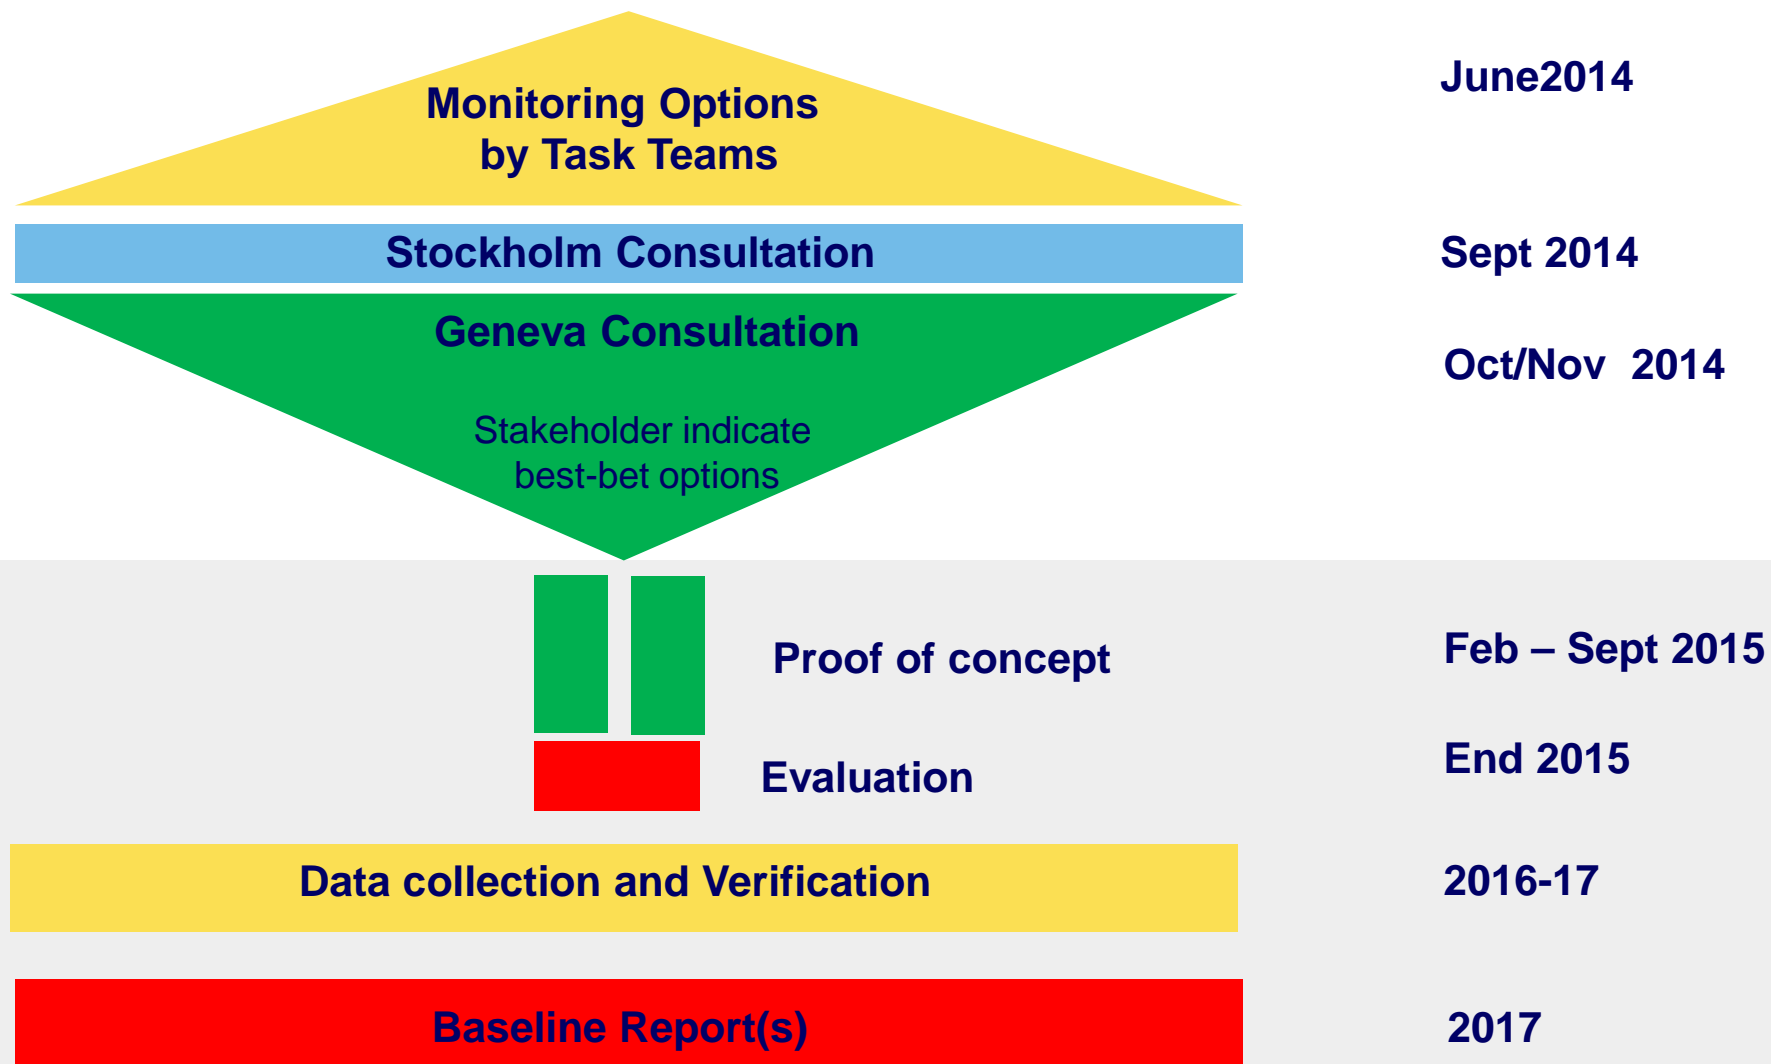 Monitoring Options
by Task Teams
June2014
Stockholm Consultation
Sept 2014
Geneva Consultation
Oct/Nov  2014
Stakeholder indicate
best-bet options
Proof of concept
Feb – Sept 2015
Evaluation
End 2015
Data collection and Verification
2016-17
Baseline Report(s)
2017